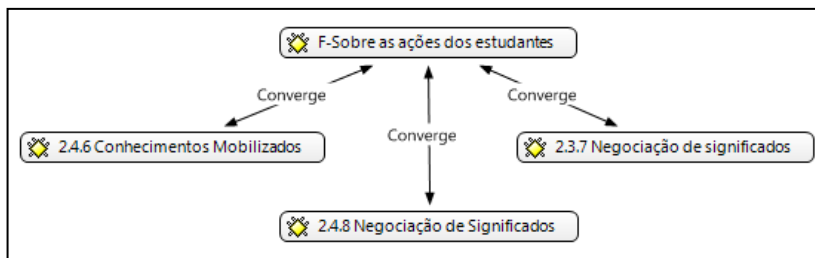 F-Sobre as ações dos estudantes
Converge
Converge
Converge
2.4.6 Conhecimentos Mobilizados
2.3.7 Negociação de significados
2.4.8 Negociação de Significados